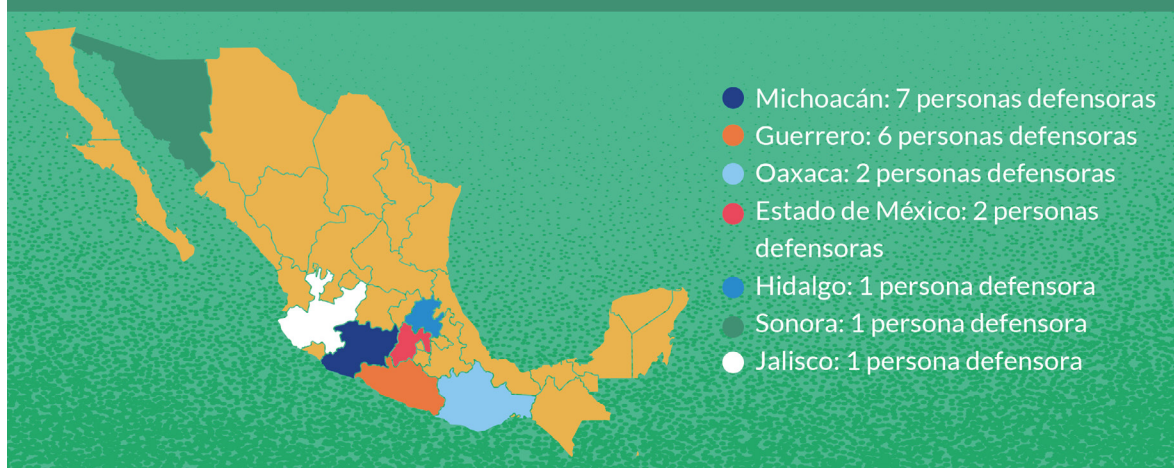 Michoacán: 7 personas defensoras
Guerrero: 6 personas defensoras
Oaxaca: 2 personas defensoras
Estado de México: 2 personas
defensoras
Hidalgo: 1 persona defensora
Sonora: 1 persona defensora
Jalisco: 1 persona defensora